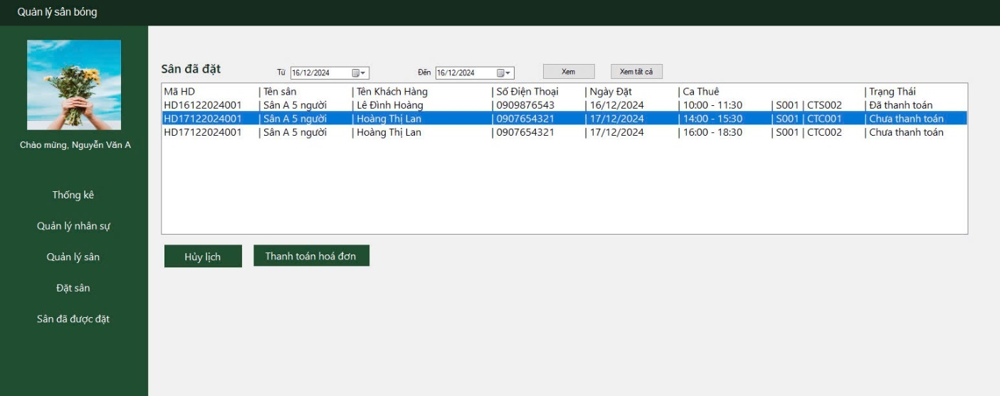 Quản lý sân bóng
Chào mừng, Nguyễn Văn A
Thống kê
Quản lý nhân sự
Quản lý sân
Đặt sân
Sân đã được đặt
Sân đã đặt Từ 16/12/2024 Đến 16/12/2024 Xem Xem tất cả
Mã HD | Tên sân | Tên Khách Hàng | Số Điện Thoại | Ngày Đặt | Ca Thuê | Trạng Thái
HD16122024001 | Sân A 5 người | Lê Đình Hoàng | 0909876543 | 16/12/2024 | 10:00 - 11:30 | S001 | CTS002 | Đã thanh toán
HD17122024001 | Sân A 5 người | Hoàng Thị Lan | 0907654321 | 17/12/2024 | 14:00 - 15:30 | S001 | CTC001 | Chưa thanh toán
HD17122024001 | Sân A 5 người | Hoàng Thị Lan | 0907654321 | 17/12/2024 | 16:00 - 18:30 | S001 | CTC002 | Chưa thanh toán
Hủy lịch Thanh toán hoá đơn